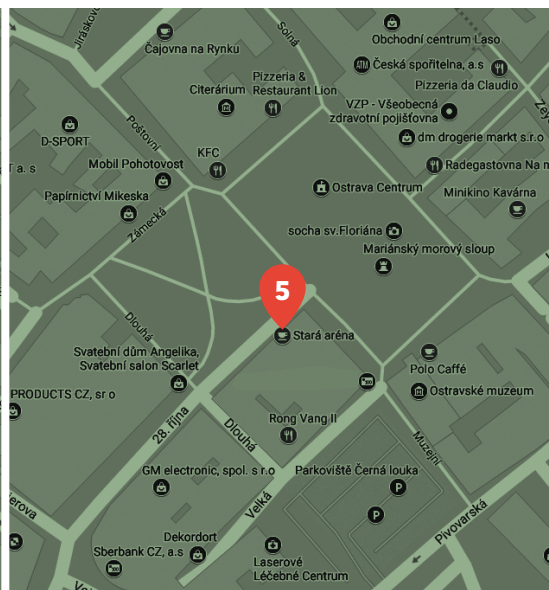 Jiráskovo
Čajovna na Rynku
Solná
Obchodní centrum Laso
ATM
Česká spořitelna, a.s
Pizzeria &
Restaurant Lion
Pizzeria da Claudio
Citerárium
VZP - Všeobecná
zdravotní pojišťovna
Poštovní
D-SPORT
dm drogerie markt s.r.o
KFC
Mobil Pohotovost
Radegastovna Na
T a. s
Ostrava Centrum
Minikino Kavárna
Papírnictví Mikeska
Zámecká
socha sv.Floriána
Mariánský morový sloup
5
Stará aréna
Dlouhá
Svatební dům Angelika,
Svatební salon Scarlet
Polo Caffé
PRODUCTS CZ, sr o
Ostravské muzeum
28. října
Rong Vang II
Dlouhá
Muzejní
GM electronic, spol. s r.o
Parkoviště Černá louka
P
Velká
P
Pivovarská
Dekordort
Sberbank CZ, a.s
Laserové
Léčebné Centrum